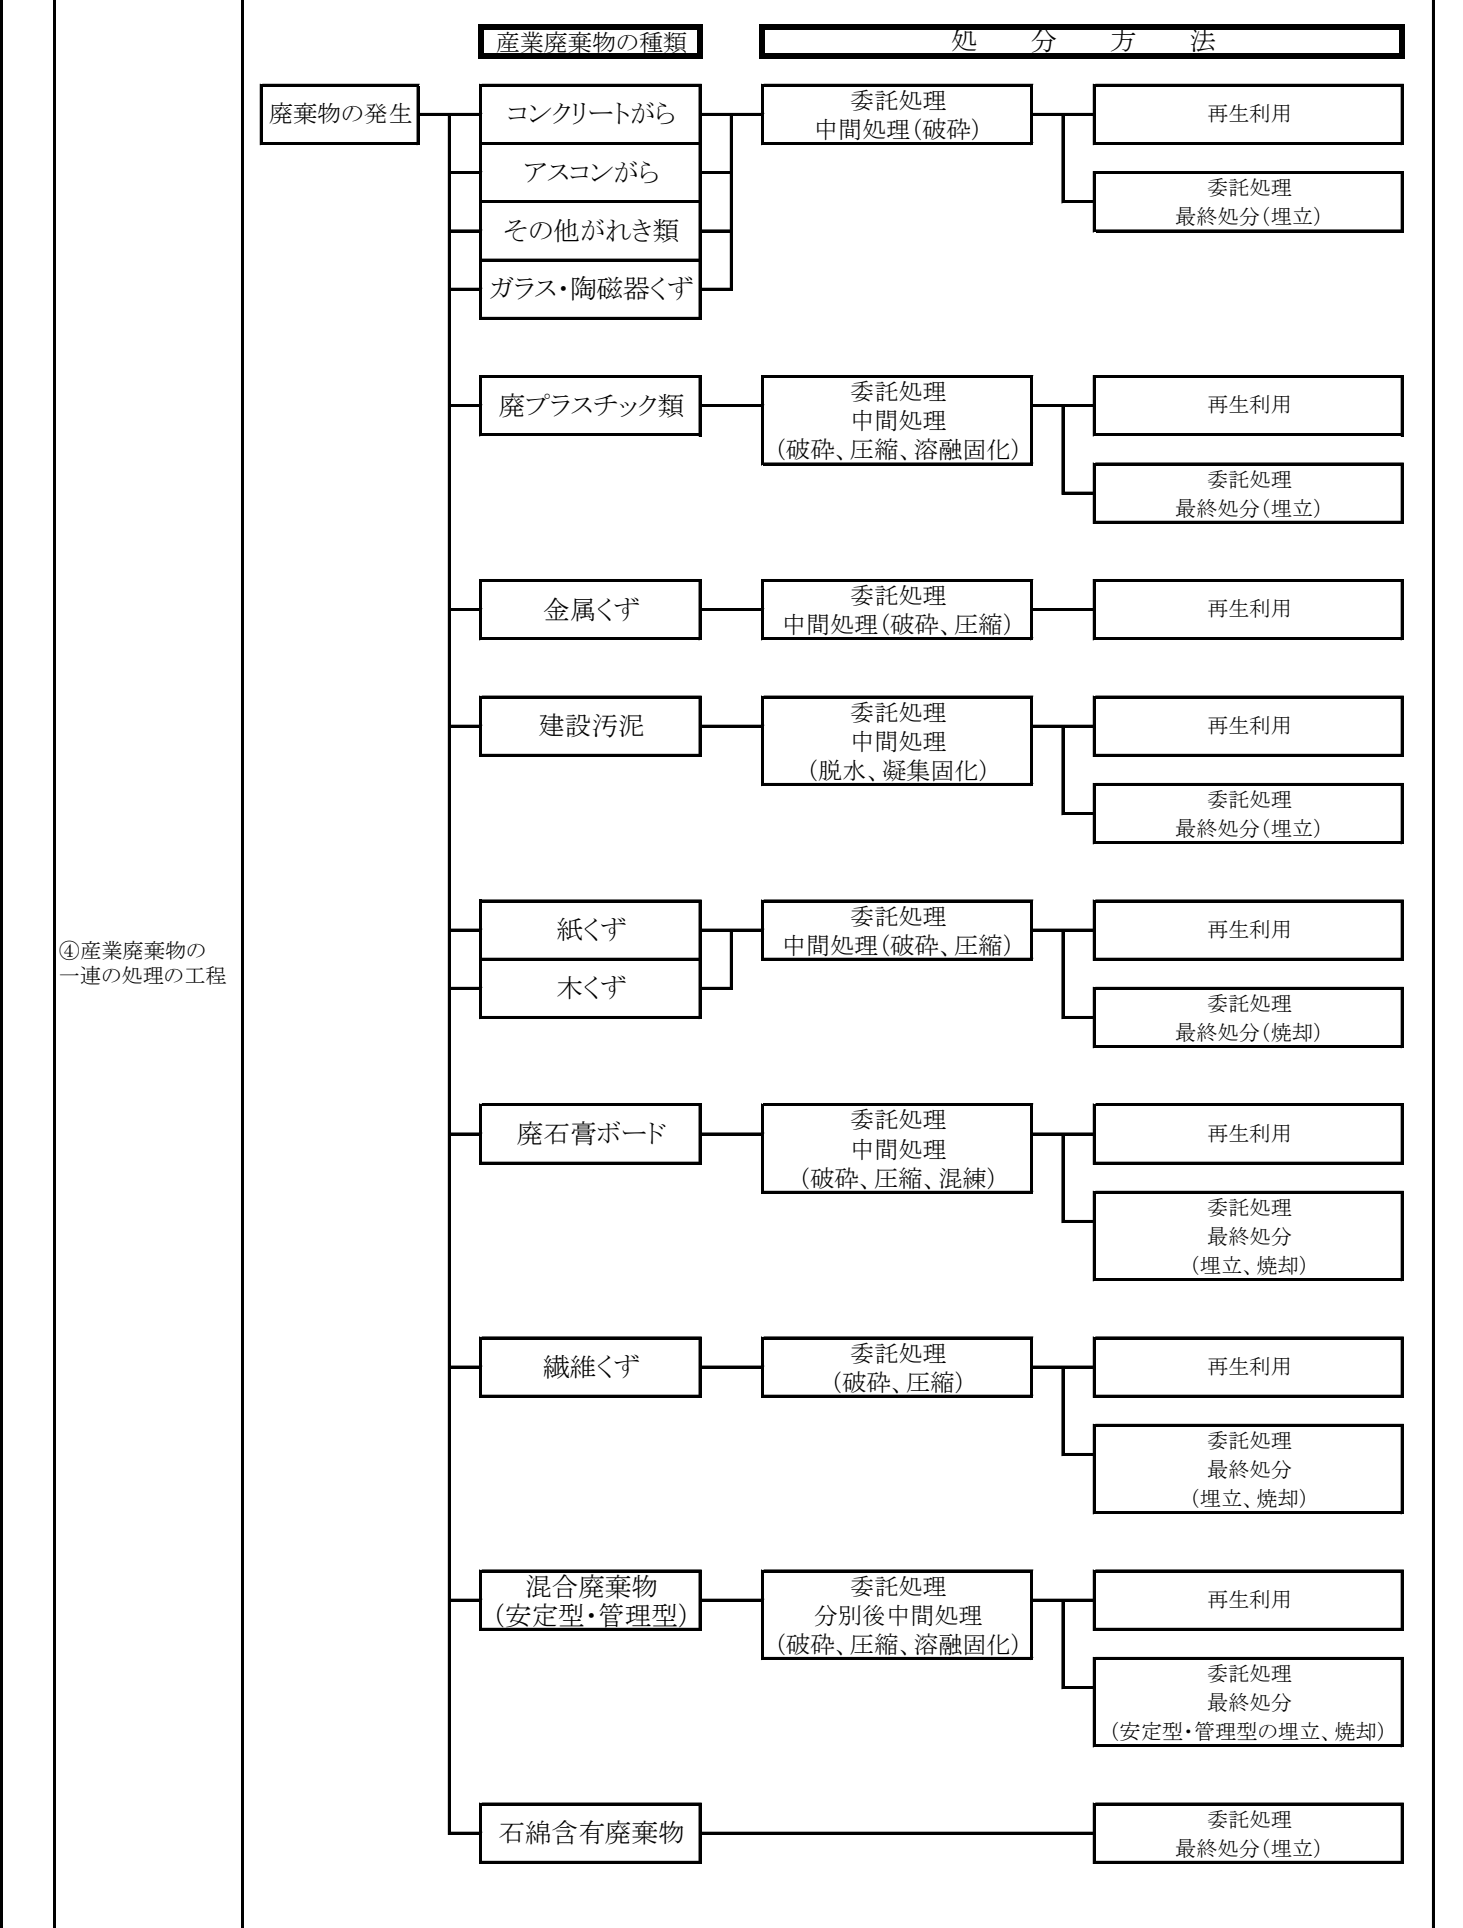 産業廃棄物の種類
処 分 方 法
廃棄物の発生
コンクリートがら
委託処理
中間処理(破砕)
再生利用
アスコンがら
委託処理
最終処分(埋立)
その他がれき類
ガラス・陶磁器くず
廃プラスチック類
委託処理
中間処理
(破砕、圧縮、溶融固化)
再生利用
委託処理
最終処分(埋立)
金属くず
委託処理
中間処理(破砕、圧縮)
再生利用
建設汚泥
委託処理
中間処理
(脱水、凝集固化)
再生利用
委託処理
最終処分(埋立)
④産業廃棄物の
一連の処理の工程
紙くず
委託処理
中間処理(破砕、圧縮)
再生利用
木くず
委託処理
最終処分(焼却)
廃石膏ボード
委託処理
中間処理
(破砕、圧縮、混練)
再生利用
委託処理
最終処分
(埋立、焼却)
繊維くず
委託処理
(破砕、圧縮)
再生利用
委託処理
最終処分
(埋立、焼却)
混合廃棄物
(安定型・管理型)
委託処理
分別後中間処理
(破砕、圧縮、溶融固化)
再生利用
委託処理
最終処分
(安定型・管理型の埋立、焼却)
石綿含有廃棄物
委託処理
最終処分(埋立)